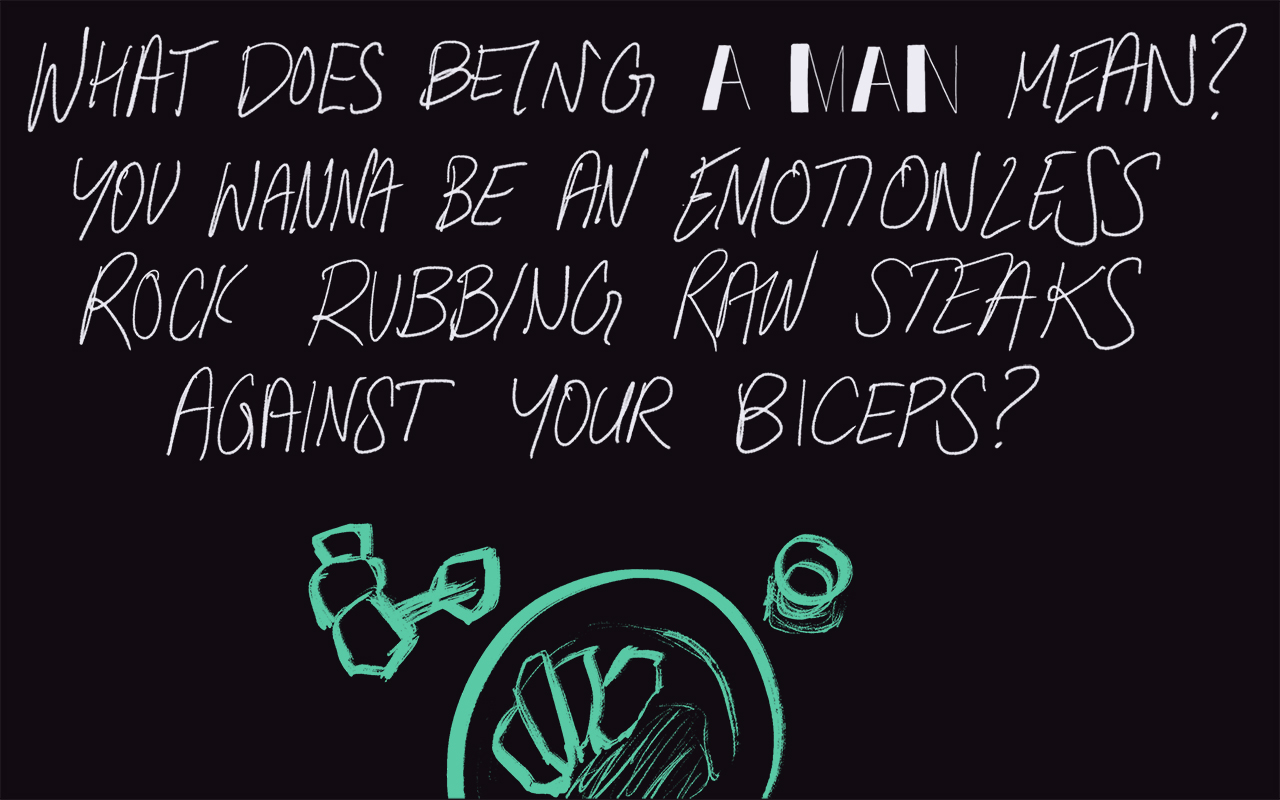 WHAT DOES BEING A MAN MEAN?
YOU WANNA BE AN EMOTIONLESS
ROCK RUBBING RAW STEAKS
AGAINST YOUR BICEPS?